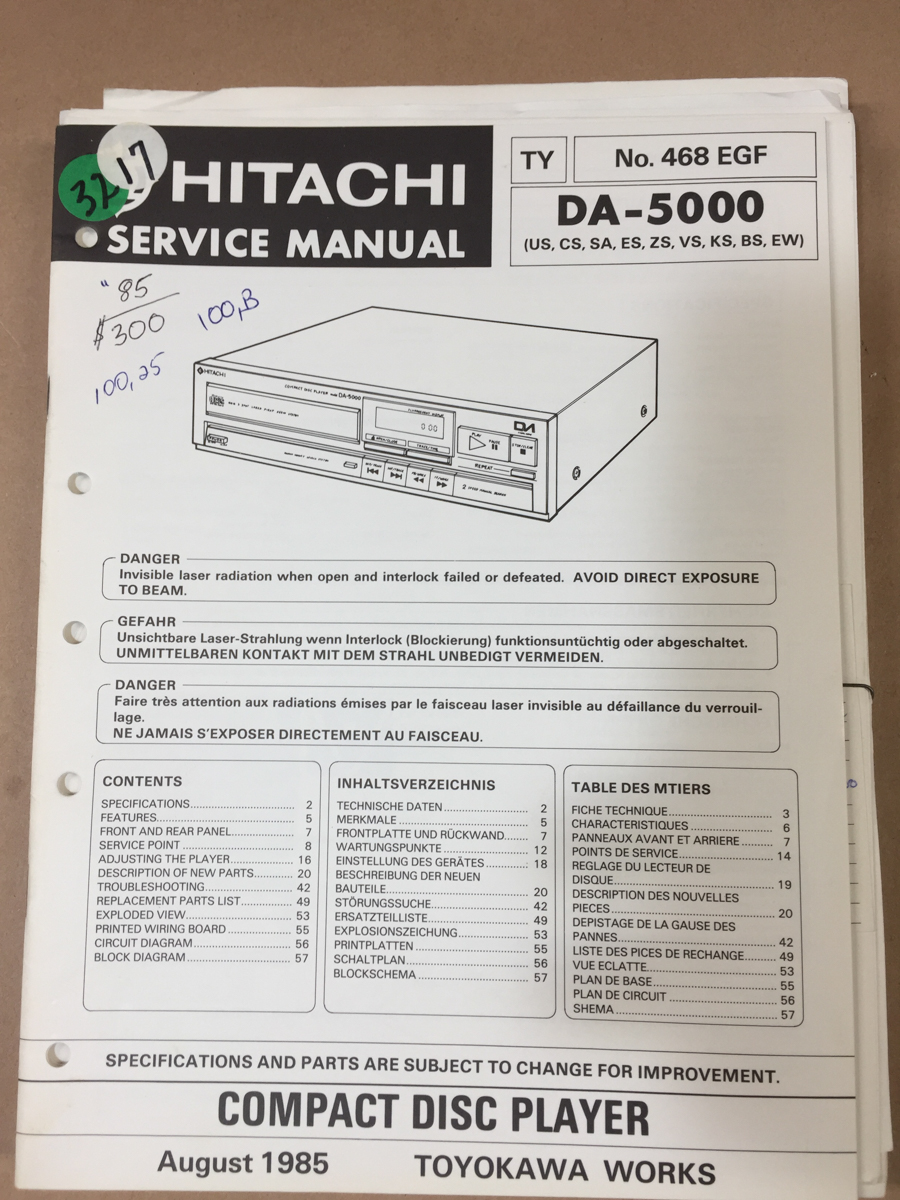 3217
HITACHI
SERVICE MANUAL
TY
No. 468 EGF
DA-5000
(US, CS, SA, ES, ZS, VS, KS, BS, EW)
" 85
$300
100,B
100,25
HITACHI
COMPACT DISC PLAYER DA-5000
0 00
OPEN/CLOSE
PLAY
PAUSE
STOP/CLEAR
REPEAT
DANGER
Invisible laser radiation when open and interlock failed or defeated. AVOID DIRECT EXPOSURE
TO BEAM.
GEFAHR
Unsichtbare Laser-Strahlung wenn Interlock (Blockierung) funktionsuntüchtig oder abgeschaltet.
UNMITTELBAREN KONTAKT MIT DEM STRAHL UNBEDIGT VERMEIDEN.
DANGER
Faire très attention aux radiations émises par le faisceau laser invisible au défaillance du verrouil-
lage.
NE JAMAIS S'EXPOSER DIRECTEMENT AU FAISCEAU.
CONTENTS
SPECIFICATIONS 2
FEATURES 5
FRONT AND REAR PANEL 7
SERVICE POINT 8
ADJUSTING THE PLAYER 16
DESCRIPTION OF NEW PARTS 20
TROUBLESHOOTING 42
REPLACEMENT PARTS LIST 49
EXPLODED VIEW 53
PRINTED WIRING BOARD 55
CIRCUIT DIAGRAM 56
BLOCK DIAGRAM 57
INHALTSVERZEICHNIS
TECHNISCHE DATEN 2
MERKMALE 5
FRONTPLATTE UND RÜCKWAND 7
WARTUNGSPUNKTE 12
EINSTELLUNG DES GERÄTES 18
BESCHREIBUNG DER NEUEN
BAUTEILE 20
STÖRUNGSSUCHE 42
ERSATZTEILLISTE 49
EXPLOSIONSZEICHUNG 53
PRINTPLATTEN 55
SCHALTPLAN 56
BLOCKSCHEMA 57
TABLE DES MTIERS
FICHE TECHNIQUE 3
CHARACTERISTIQUES 6
PANNEAUX AVANT ET ARRIERE 7
POINTS DE SERVICE 14
REGLAGE DU LECTEUR DE
DISQUE 19
DESCRIPTION DES NOUVELLES
PIECES 20
DEPISTAGE DE LA GAUSE DES
PANNES 42
LISTE DES PICES DE RECHANGE 49
VUE ECLATTE 53
PLAN DE BASE 55
PLAN DE CIRCUIT 56
SHEMA 57
SPECIFICATIONS AND PARTS ARE SUBJECT TO CHANGE FOR IMPROVEMENT.
COMPACT DISC PLAYER
August 1985 TOYOKAWA WORKS